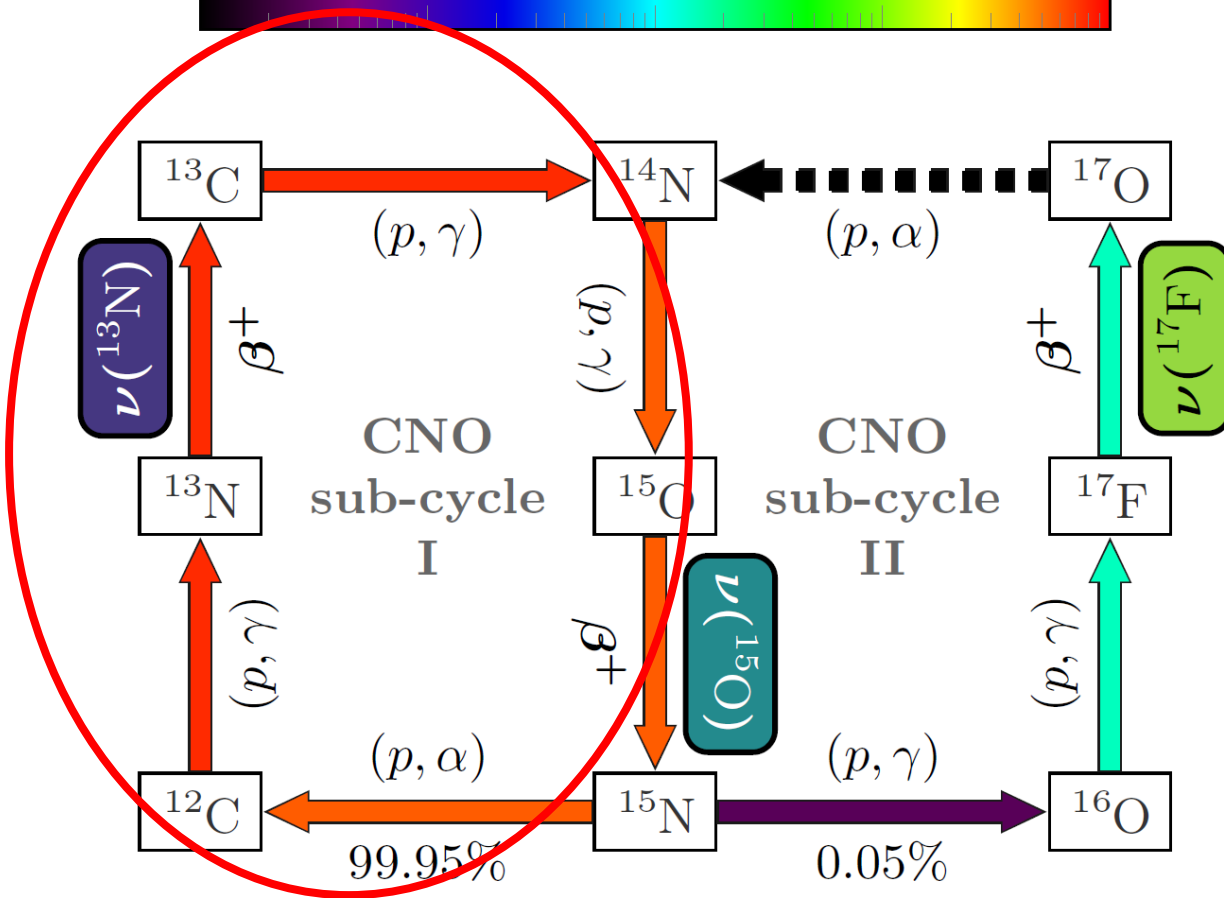 ¹³C
¹⁴N
¹⁷O
(p, γ)
(p, α)
ν(¹³N)
β⁺
(p, γ)
β⁺
ν(¹⁷F)
CNO
sub-cycle
I
CNO
sub-cycle
II
¹³N
¹⁵O
¹⁷F
(p, γ)
β⁺
ν(¹⁵O)
(p, γ)
(p, α)
(p, γ)
¹²C
¹⁵N
¹⁶O
99.95%
0.05%